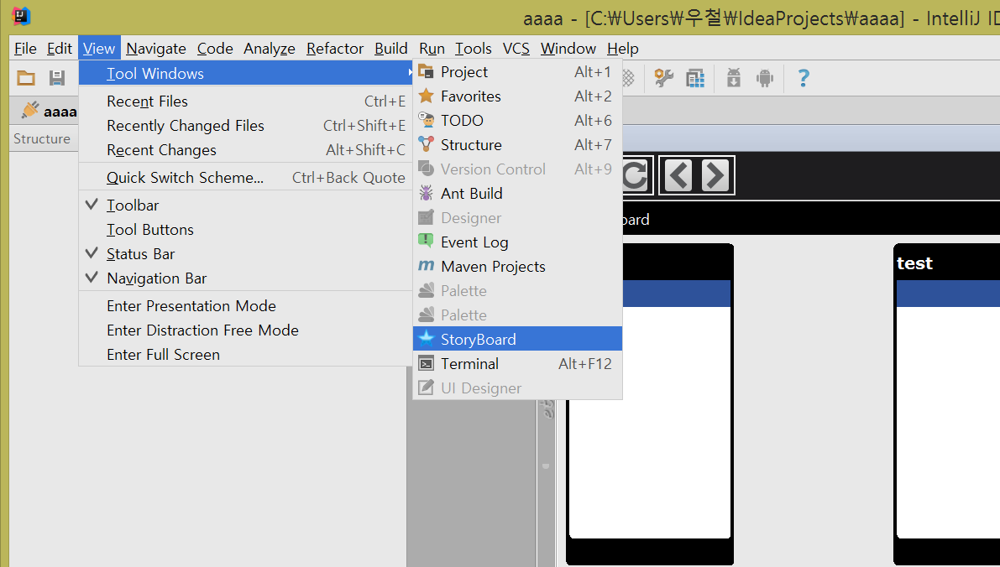 aaaa - [C:₩Users₩우철₩IdeaProjects₩aaaa] - IntelliJ
File Edit View Navigate Code Analyze Refactor Build Run Tools VCS Window Help
aaaa
Structure
Tool Windows
Recent Files Ctrl+E
Recently Changed Files Ctrl+Shift+E
Recent Changes Alt+Shift+C
Quick Switch Scheme... Ctrl+Back Quote
Toolbar
Tool Buttons
Status Bar
Navigation Bar
Enter Presentation Mode
Enter Distraction Free Mode
Enter Full Screen
Project Alt+1
Favorites Alt+2
TODO Alt+6
Structure Alt+7
Version Control Alt+9
Ant Build
Designer
Event Log
Maven Projects
Palette
Palette
StoryBoard
Terminal Alt+F12
UI Designer
?
oard
test